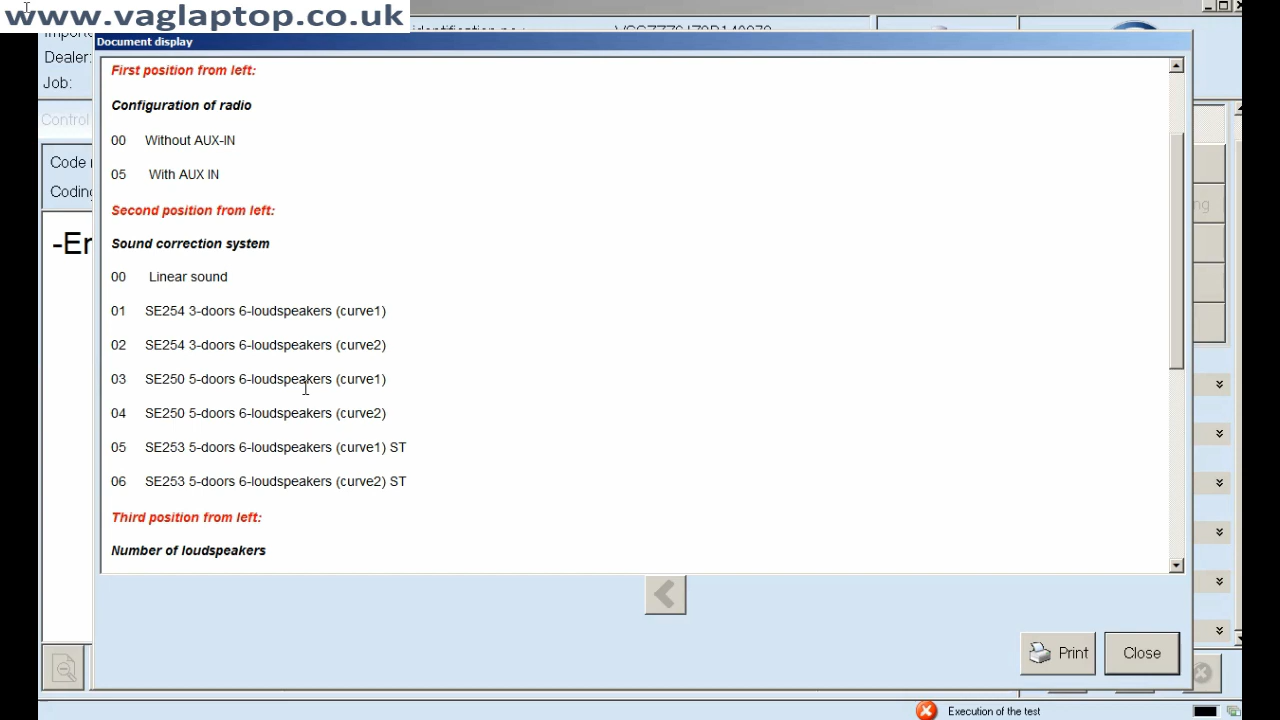 www.vaglaptop.co.uk
Document display
Dealer:
Job:
Control
Code
Coding
-Er
First position from left:
Configuration of radio
00 Without AUX-IN
05 With AUX IN
Second position from left:
Sound correction system
00 Linear sound
01 SE254 3-doors 6-loudspeakers (curve1)
02 SE254 3-doors 6-loudspeakers (curve2)
03 SE250 5-doors 6-loudspeakers (curve1)
04 SE250 5-doors 6-loudspeakers (curve2)
05 SE253 5-doors 6-loudspeakers (curve1) ST
06 SE253 5-doors 6-loudspeakers (curve2) ST
Third position from left:
Number of loudspeakers
Print
Close
Execution of the test